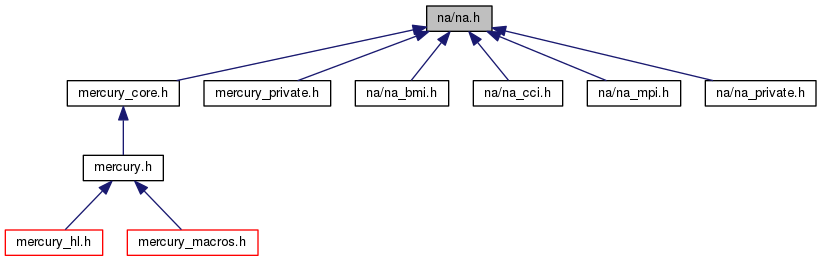 na/na.h
mercury_core.h
mercury_private.h
na/na_bmi.h
na/na_cci.h
na/na_mpi.h
na/na_private.h
mercury.h
mercury_hl.h
mercury_macros.h